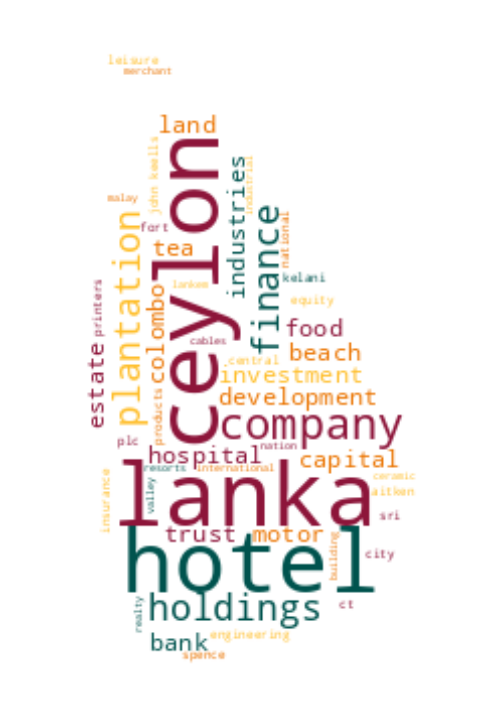 leisure
merchant
land
ceylon
john keells
industries
industrial
malay
plantation
finance
national
fort
tea
lankem
kelani
printers
colombo
equity
food
cables
estate
beach
central
investment
products
development
company
plc
hospital
nation
capital
resorts
international
lanka
insurance
valley
ceramic
aitken
sri
trust
motor
hotel
building
city
realty
holdings
ct
bank
engineering
spence